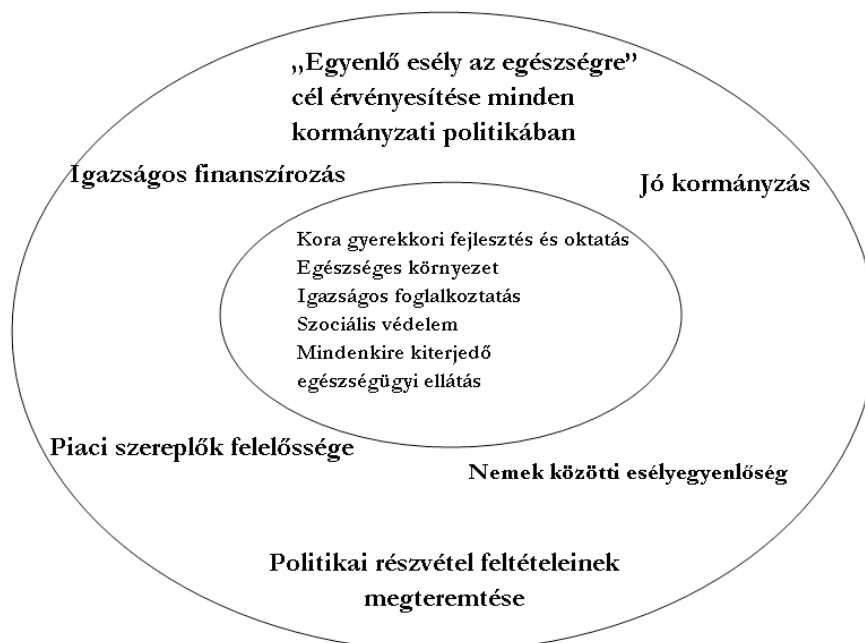 „Egyenlő esély az egészségre”
cél érvényesítése minden
kormányzati politikában
Igazságos finanszírozás
Jó kormányzás
Kora gyerekkori fejlesztés és oktatás
Egészséges környezet
Igazságos foglalkoztatás
Szociális védelem
Mindenkire kiterjedő
egészségügyi ellátás
Piaci szereplők felelőssége
Nemek közötti esélyegyenlőség
Politikai részvétel feltételeinek
megteremtése